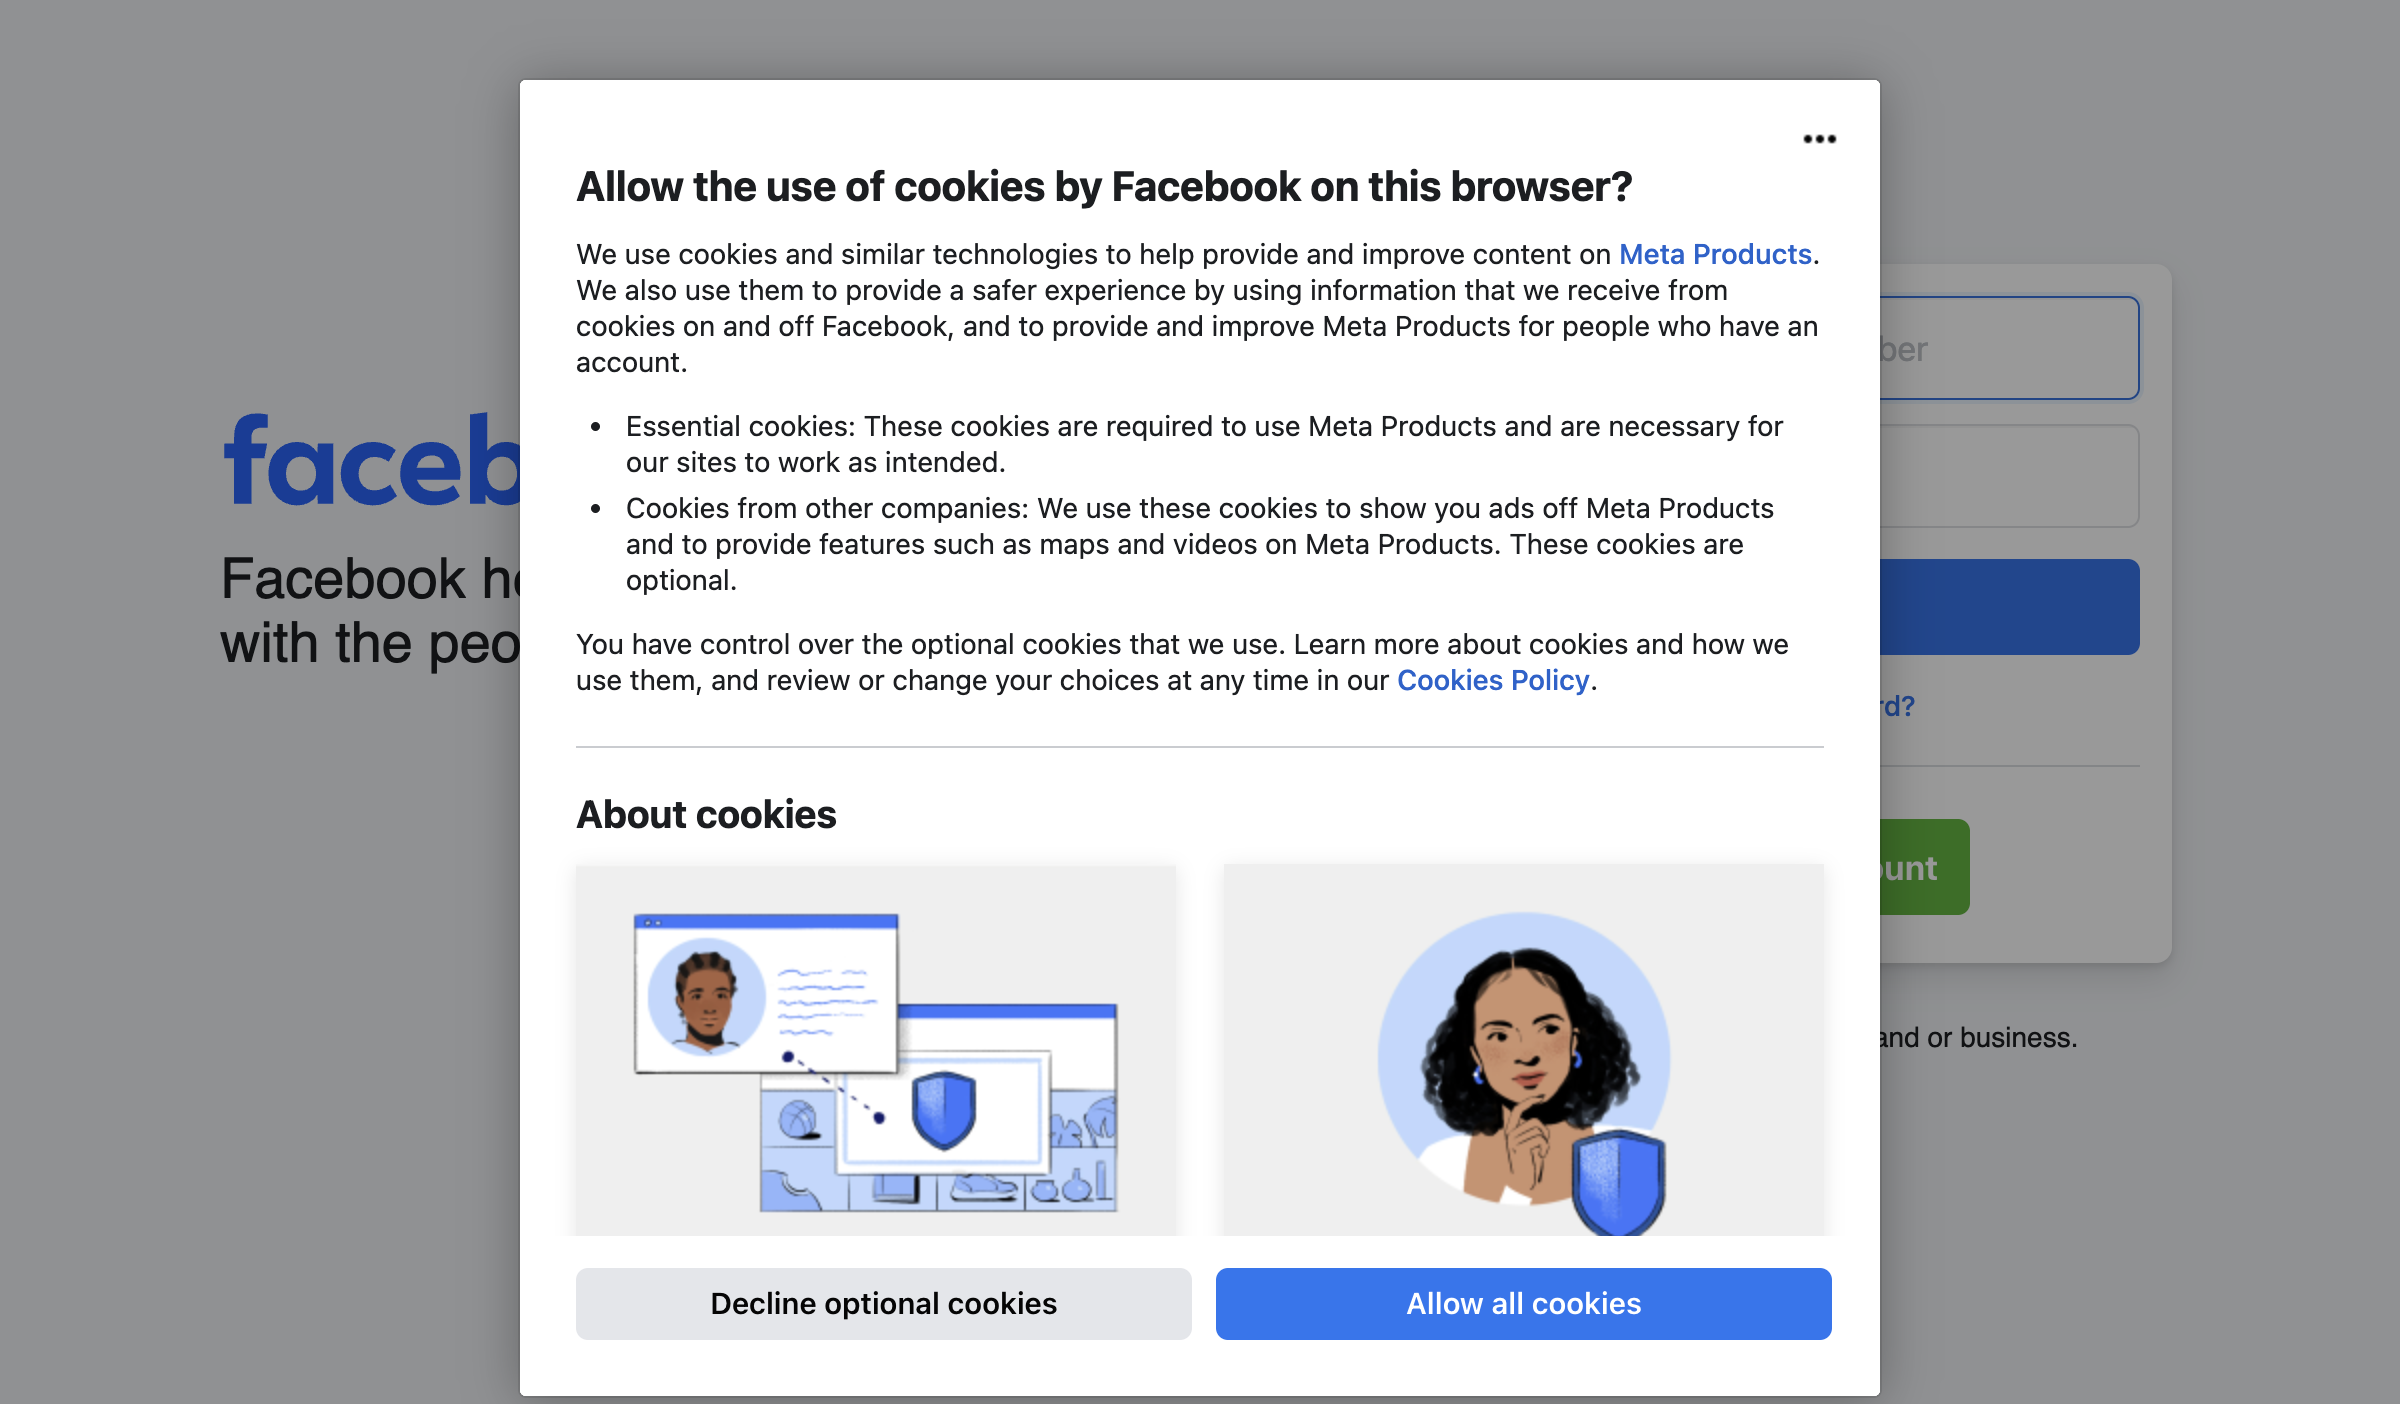 Allow the use of cookies by Facebook on this browser?
We use cookies and similar technologies to help provide and improve content on Meta Products.
We also use them to provide a safer experience by using information that we receive from
cookies on and off Facebook, and to provide and improve Meta Products for people who have an
account.
• Essential cookies: These cookies are required to use Meta Products and are necessary for
our sites to work as intended.
• Cookies from other companies: We use these cookies to show you ads off Meta Products
and to provide features such as maps and videos on Meta Products. These cookies are
optional.
You have control over the optional cookies that we use. Learn more about cookies and how we
use them, and review or change your choices at any time in our Cookies Policy.
About cookies
Decline optional cookies
Allow all cookies
faceb
Facebook he
with the peo
ber
rd?
ount
and or business.